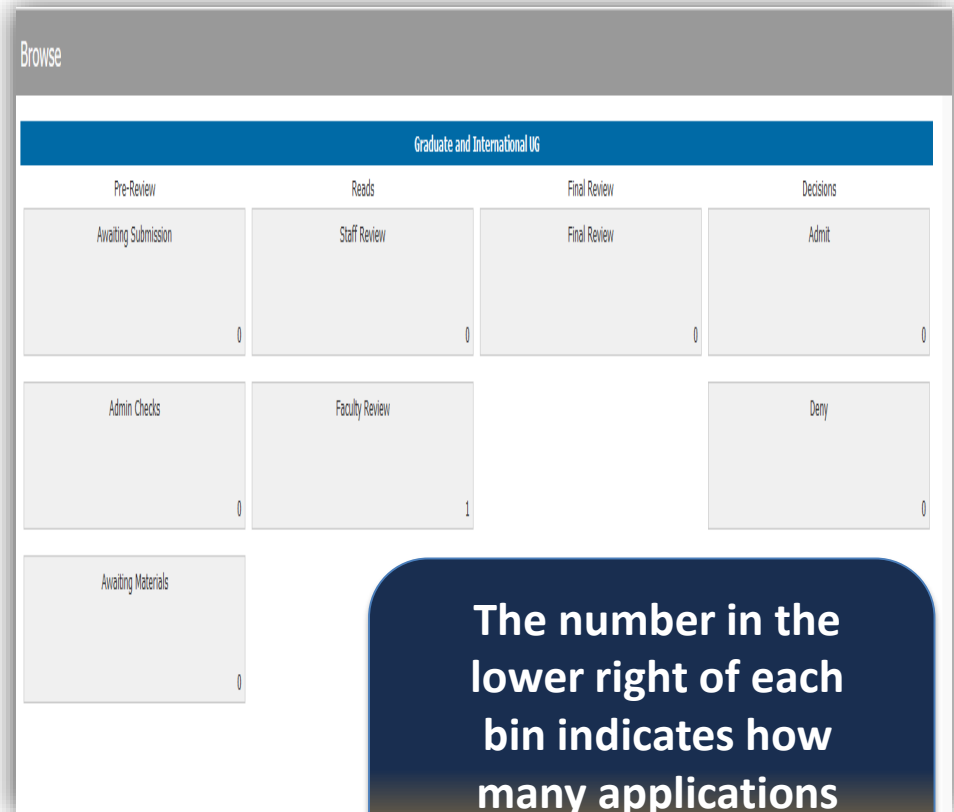 Browse
Graduate and International UG
Pre-Review Reads Final Review Decisions
Awaiting Submission Staff Review Final Review Admit
0 0 0 0
Admin Checks Faculty Review Deny
0 1 0
Awaiting Materials
0
The number in the
lower right of each
bin indicates how
many applications